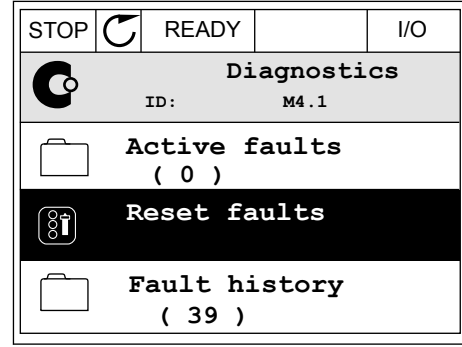 STOP READY I/O
Diagnostics
ID: M4.1
Active faults
( 0 )
Reset faults
Fault history
( 39 )